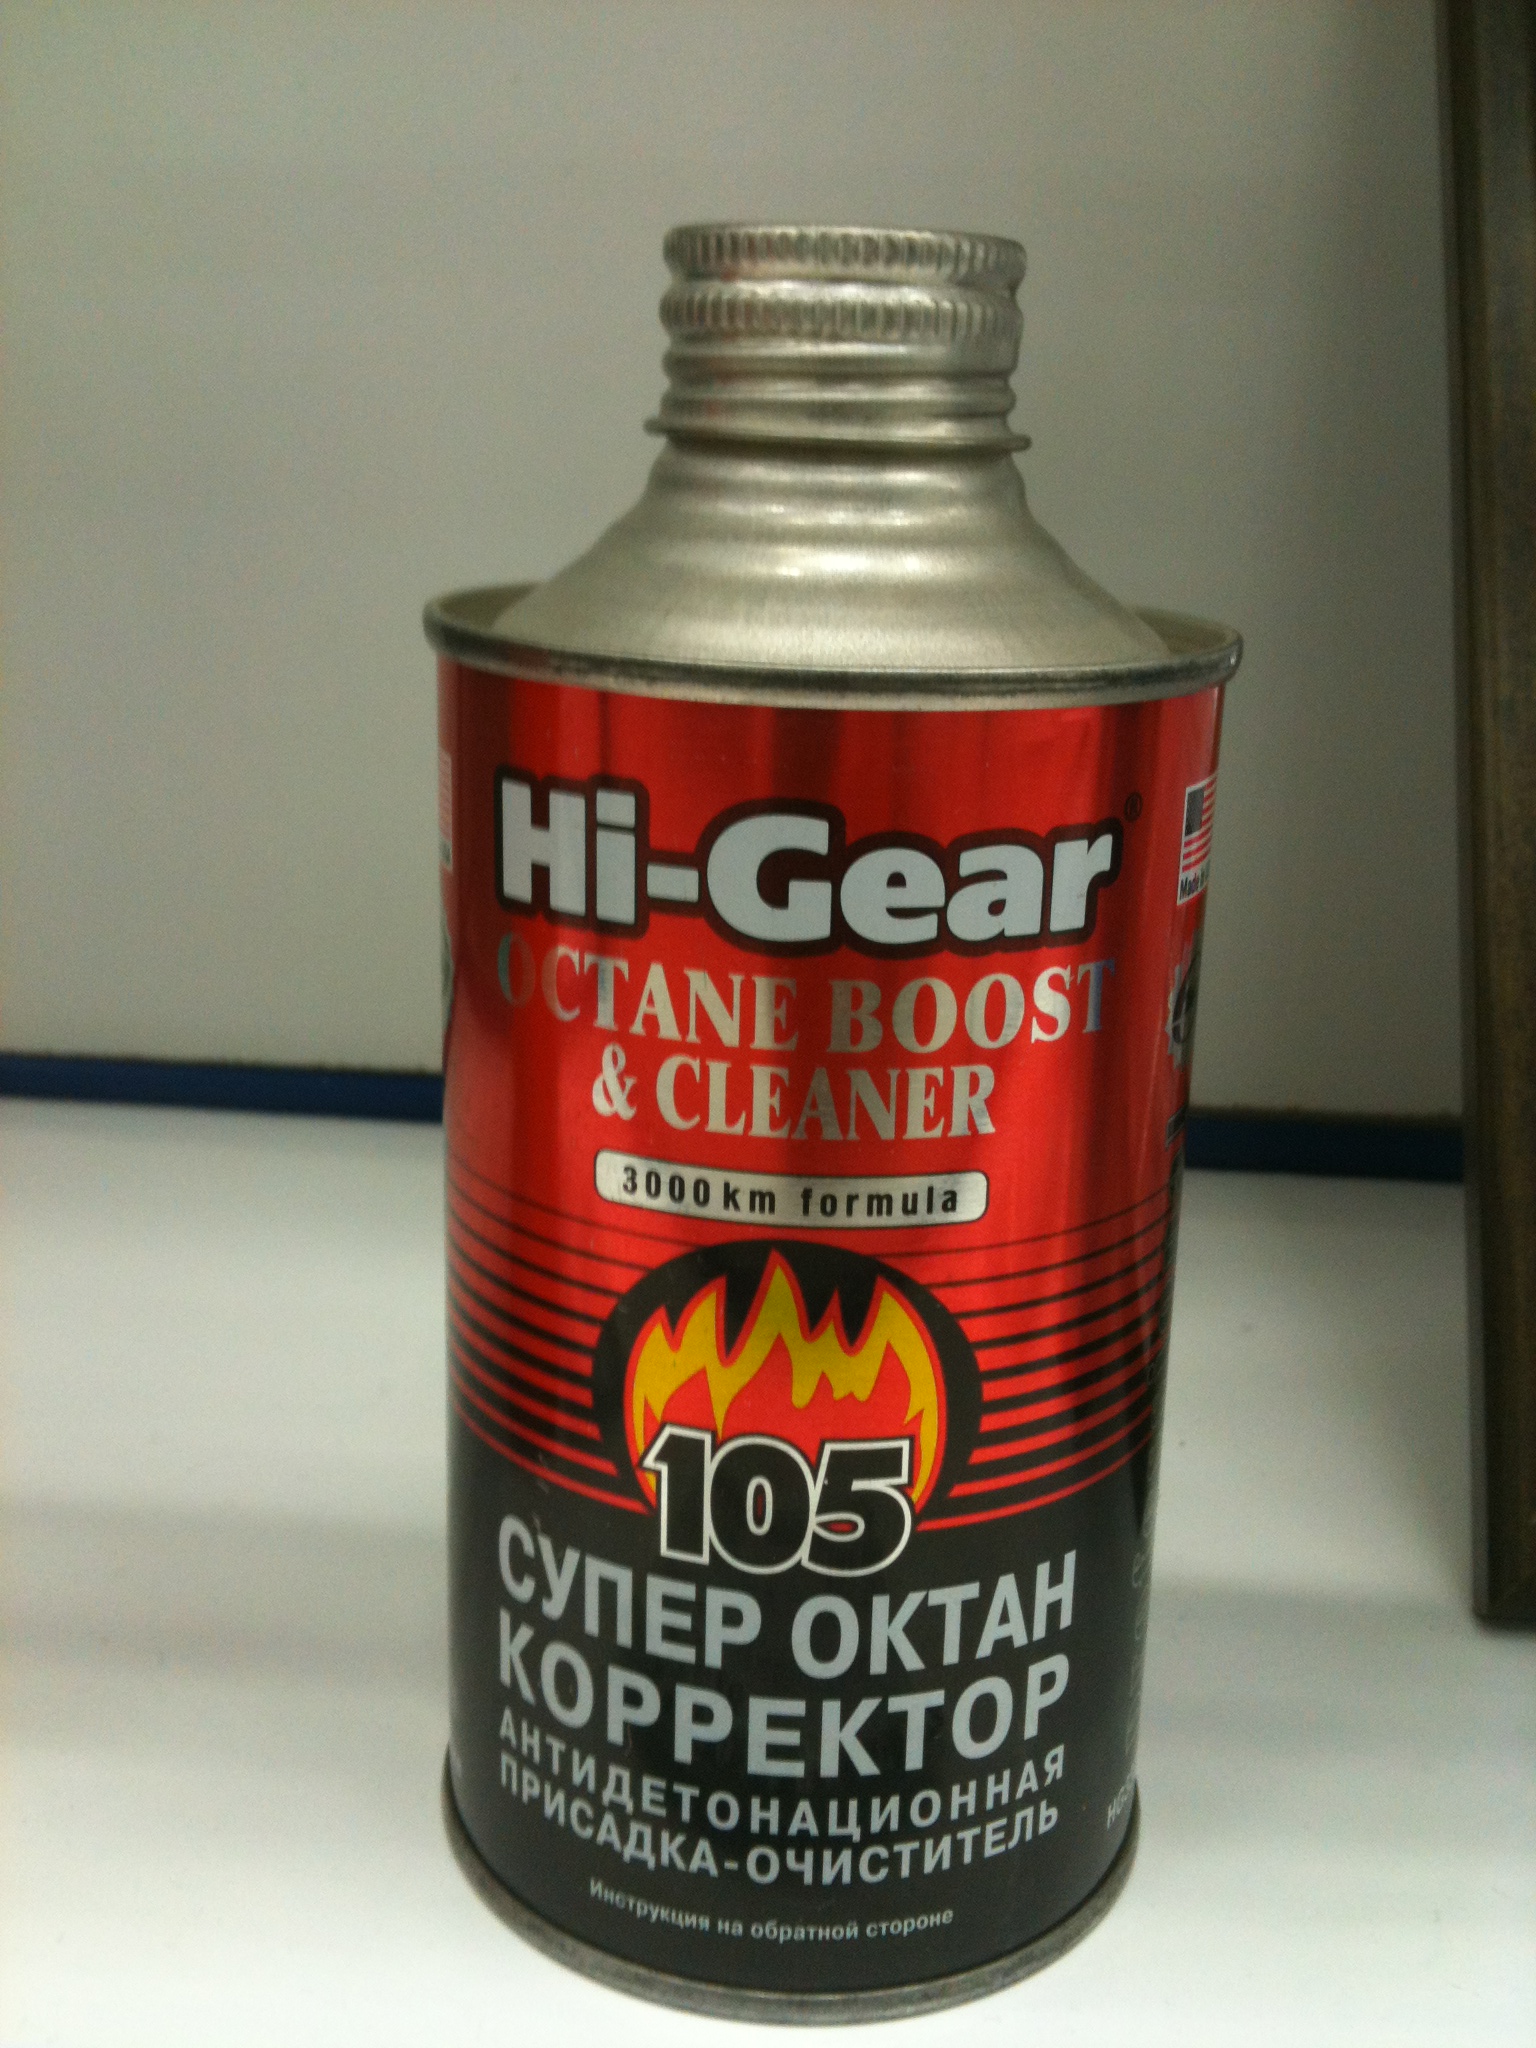 Hi-Gear®
OCTANE BOOST
& CLEANER
3000 km formula
105
СУПЕР ОКТАН
КОРРЕКТОР
АНТИДЕТОНАЦИОННАЯ
ПРИСАДКА-ОЧИСТИТЕЛЬ
Инструкция на обратной стороне
Made